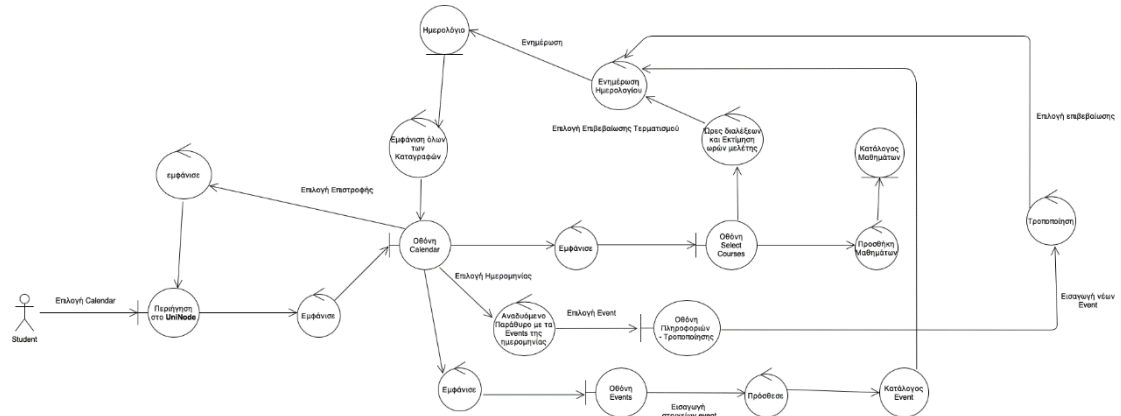 Ημερολόγιο
Ενημέρωση
Ενημέρωση
Ημερολογίου
Επιλογή επιβεβαίωσης
Επιλογή Επιβεβαίωσης Τερματισμού
Ώρες διαλέξεων
και Εκτίμηση
ωρών μελέτης
Εμφάνιση όλων
των
Καταγραφών
Κατάλογος
Μαθημάτων
εμφάνισε
Επιλογή Επιστροφής
Τροποποίηση
Οθόνη
Calendar
Εμφάνισε
Οθόνη
Select
Courses
Προσθήκη
Μαθημάτων
Επιλογή Ημερομηνίας
Εισαγωγή νέων
Event
Επιλογή Calendar
Student
Περιήγηση
στο UniNode
Εμφάνισε
Αναδυόμενο
Παράθυρο με τα
Events της
ημερομηνίας
Επιλογή Event
Οθόνη
Πληροφοριών
- Τροποποίησης
Εμφάνισε
Οθόνη
Events
Εισαγωγή
στοιχείων event
Πρόσθεσε
Κατάλογος
Event